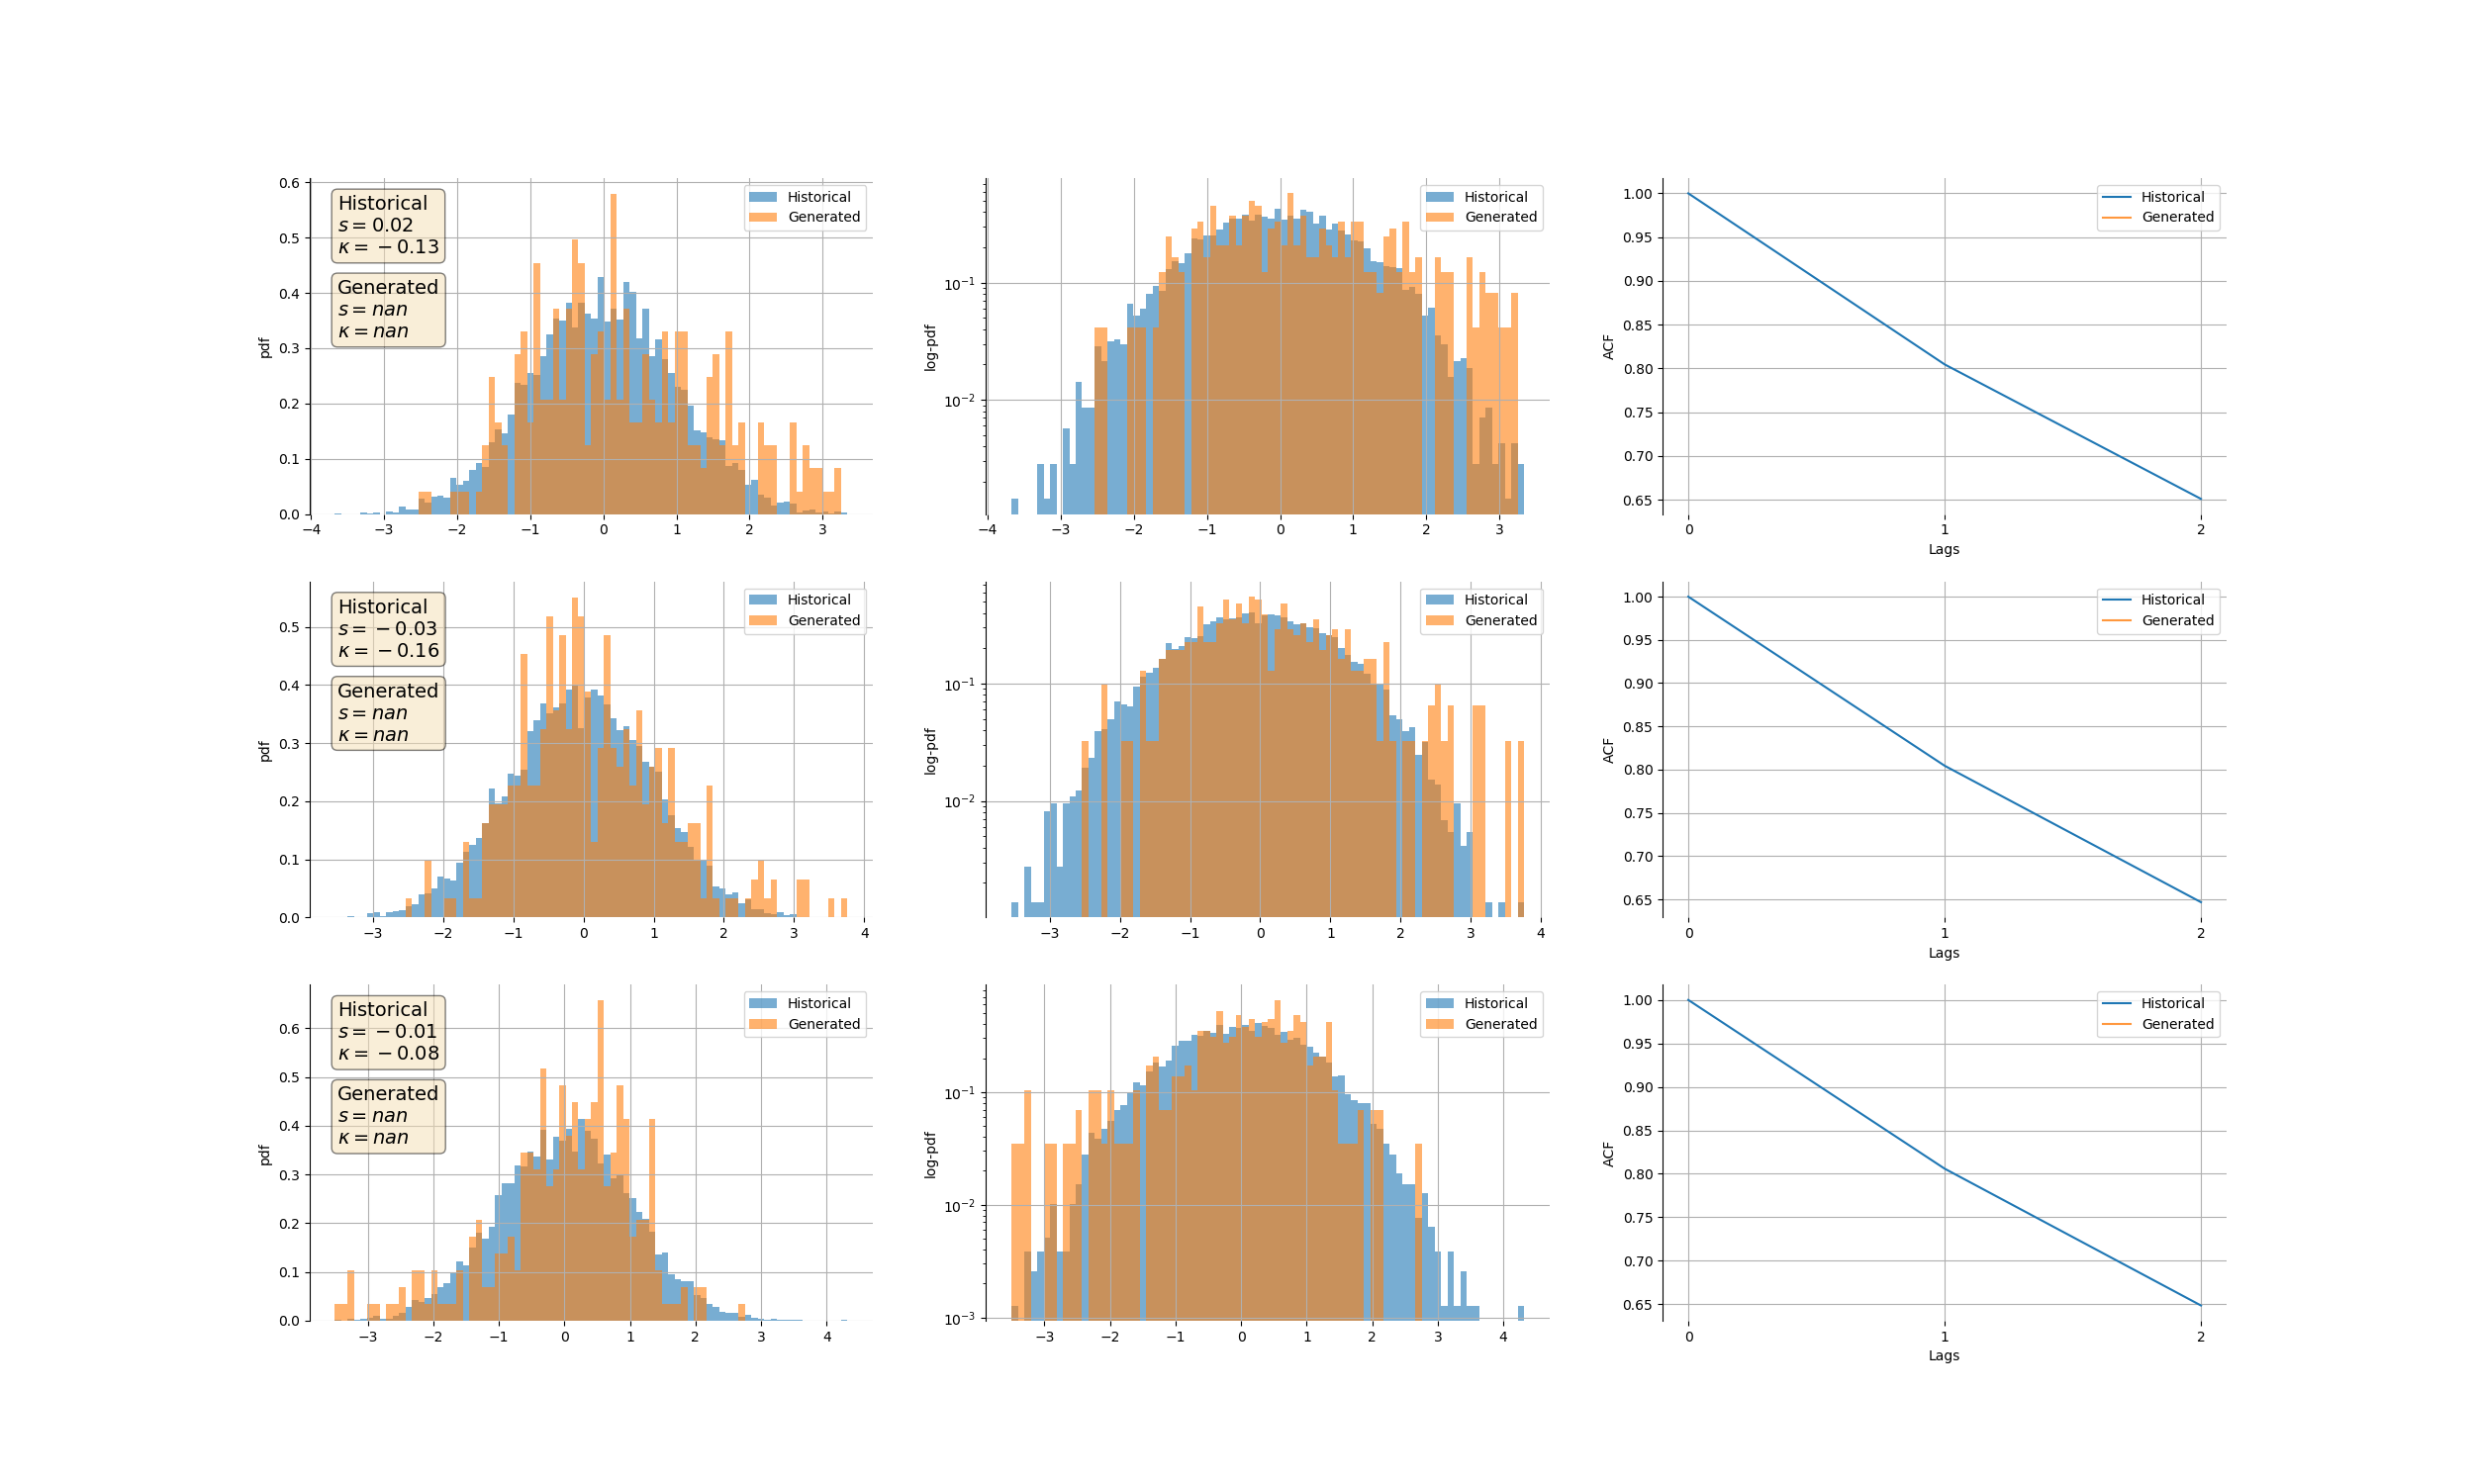 0.6
0.5
0.4
0.3
0.2
0.1
0.0
pdf
Historical
s = 0.02
κ = −0.13
Generated
s = nan
κ = nan
Historical
Generated
−4 −3 −2 −1 0 1 2 3
log-pdf
10⁻¹
10⁻²
Historical
Generated
−4 −3 −2 −1 0 1 2 3
ACF
1.00
0.95
0.90
0.85
0.80
0.75
0.70
0.65
Historical
Generated
0 1 2
Lags
0.5
0.4
0.3
0.2
0.1
0.0
pdf
Historical
s = −0.03
κ = −0.16
Generated
s = nan
κ = nan
Historical
Generated
−3 −2 −1 0 1 2 3 4
log-pdf
10⁻¹
10⁻²
Historical
Generated
−3 −2 −1 0 1 2 3 4
ACF
1.00
0.95
0.90
0.85
0.80
0.75
0.70
0.65
Historical
Generated
0 1 2
Lags
0.6
0.5
0.4
0.3
0.2
0.1
0.0
pdf
Historical
s = −0.01
κ = −0.08
Generated
s = nan
κ = nan
Historical
Generated
−3 −2 −1 0 1 2 3 4
log-pdf
10⁻¹
10⁻²
10⁻³
Historical
Generated
−3 −2 −1 0 1 2 3 4
ACF
1.00
0.95
0.90
0.85
0.80
0.75
0.70
0.65
Historical
Generated
0 1 2
Lags